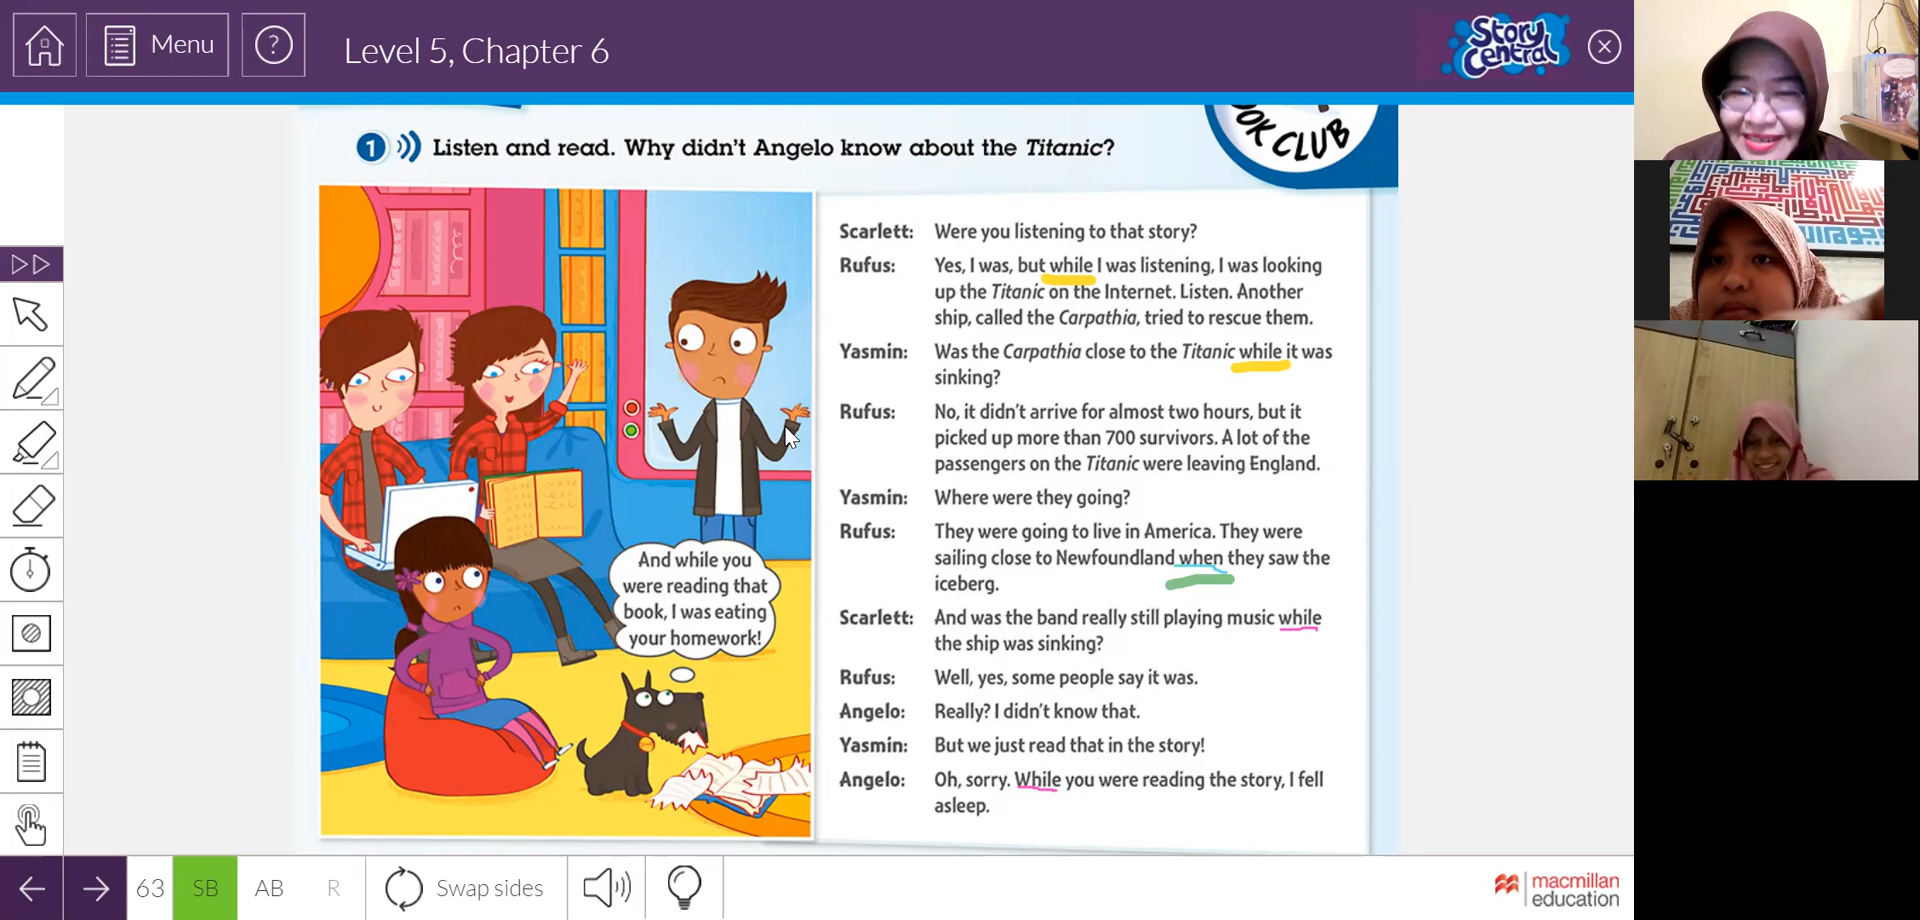 Menu
?
Level 5, Chapter 6
Story Central
OK CLUB
1 Listen and read. Why didn't Angelo know about the Titanic?
Scarlett: Were you listening to that story?
Rufus: Yes, I was, but while I was listening, I was looking
up the Titanic on the Internet. Listen. Another
ship, called the Carpathia, tried to rescue them.
Yasmin: Was the Carpathia close to the Titanic while it was
sinking?
Rufus: No, it didn't arrive for almost two hours, but it
picked up more than 700 survivors. A lot of the
passengers on the Titanic were leaving England.
Yasmin: Where were they going?
Rufus: They were going to live in America. They were
sailing close to Newfoundland when they saw the
iceberg.
Scarlett: And was the band really still playing music while
the ship was sinking?
Rufus: Well, yes, some people say it was.
Angelo: Really? I didn't know that.
Yasmin: But we just read that in the story!
Angelo: Oh, sorry. While you were reading the story, I fell
asleep.
And while you
were reading that
book, I was eating
your homework!
63 SB AB R Swap sides
macmillan
education